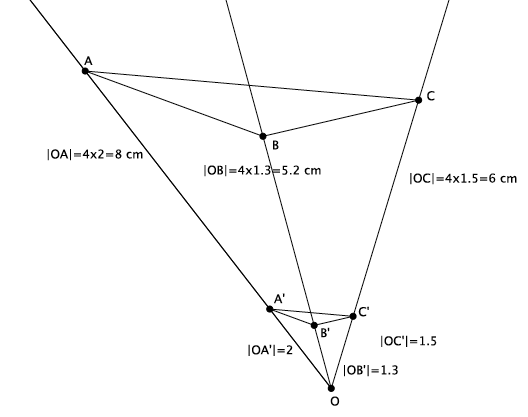 A
C
B
|OA|=4x2=8 cm
|OB|=4x1.3=5.2 cm
|OC|=4x1.5=6 cm
A'
C'
B'
|OA'|=2
|OC'|=1.5
|OB'|=1.3
O